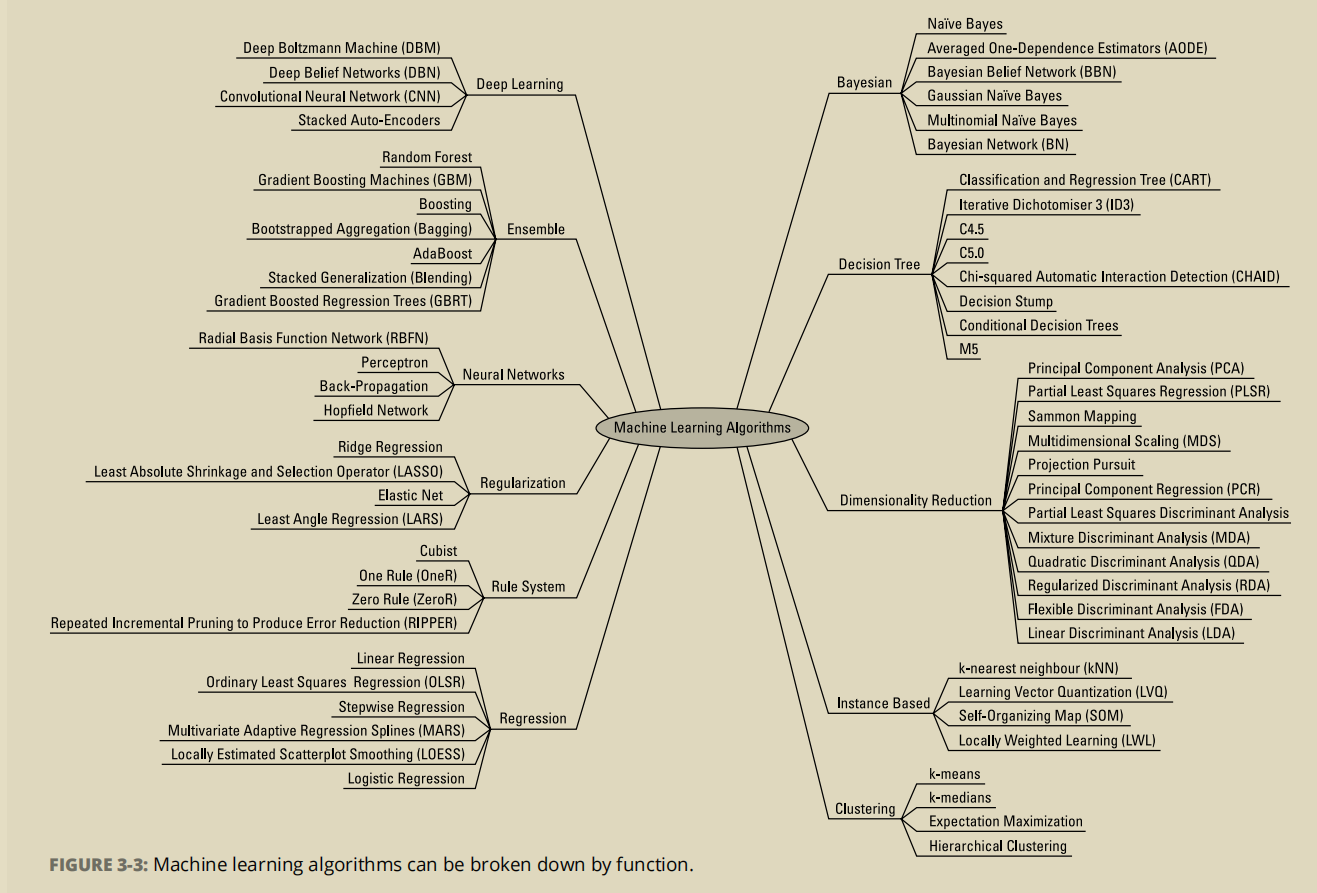 Deep Learning
Deep Boltzmann Machine (DBM)
Deep Belief Networks (DBN)
Convolutional Neural Network (CNN)
Stacked Auto-Encoders
Ensemble
Random Forest
Gradient Boosting Machines (GBM)
Boosting
Bootstrapped Aggregation (Bagging)
AdaBoost
Stacked Generalization (Blending)
Gradient Boosted Regression Trees (GBRT)
Neural Networks
Radial Basis Function Network (RBFN)
Perceptron
Back-Propagation
Hopfield Network
Regularization
Ridge Regression
Least Absolute Shrinkage and Selection Operator (LASSO)
Elastic Net
Least Angle Regression (LARS)
Rule System
Cubist
One Rule (OneR)
Zero Rule (ZeroR)
Repeated Incremental Pruning to Produce Error Reduction (RIPPER)
Regression
Linear Regression
Ordinary Least Squares Regression (OLSR)
Stepwise Regression
Multivariate Adaptive Regression Splines (MARS)
Locally Estimated Scatterplot Smoothing (LOESS)
Logistic Regression
Machine Learning Algorithms
Bayesian
Naïve Bayes
Averaged One-Dependence Estimators (AODE)
Bayesian Belief Network (BBN)
Gaussian Naïve Bayes
Multinomial Naïve Bayes
Bayesian Network (BN)
Decision Tree
Classification and Regression Tree (CART)
Iterative Dichotomiser 3 (ID3)
C4.5
C5.0
Chi-squared Automatic Interaction Detection (CHAID)
Decision Stump
Conditional Decision Trees
M5
Dimensionality Reduction
Principal Component Analysis (PCA)
Partial Least Squares Regression (PLSR)
Sammon Mapping
Multidimensional Scaling (MDS)
Projection Pursuit
Principal Component Regression (PCR)
Partial Least Squares Discriminant Analysis
Mixture Discriminant Analysis (MDA)
Quadratic Discriminant Analysis (QDA)
Regularized Discriminant Analysis (RDA)
Flexible Discriminant Analysis (FDA)
Linear Discriminant Analysis (LDA)
Instance Based
k-nearest neighbour (kNN)
Learning Vector Quantization (LVQ)
Self-Organizing Map (SOM)
Locally Weighted Learning (LWL)
Clustering
k-means
k-medians
Expectation Maximization
Hierarchical Clustering
FIGURE 3-3: Machine learning algorithms can be broken down by function.